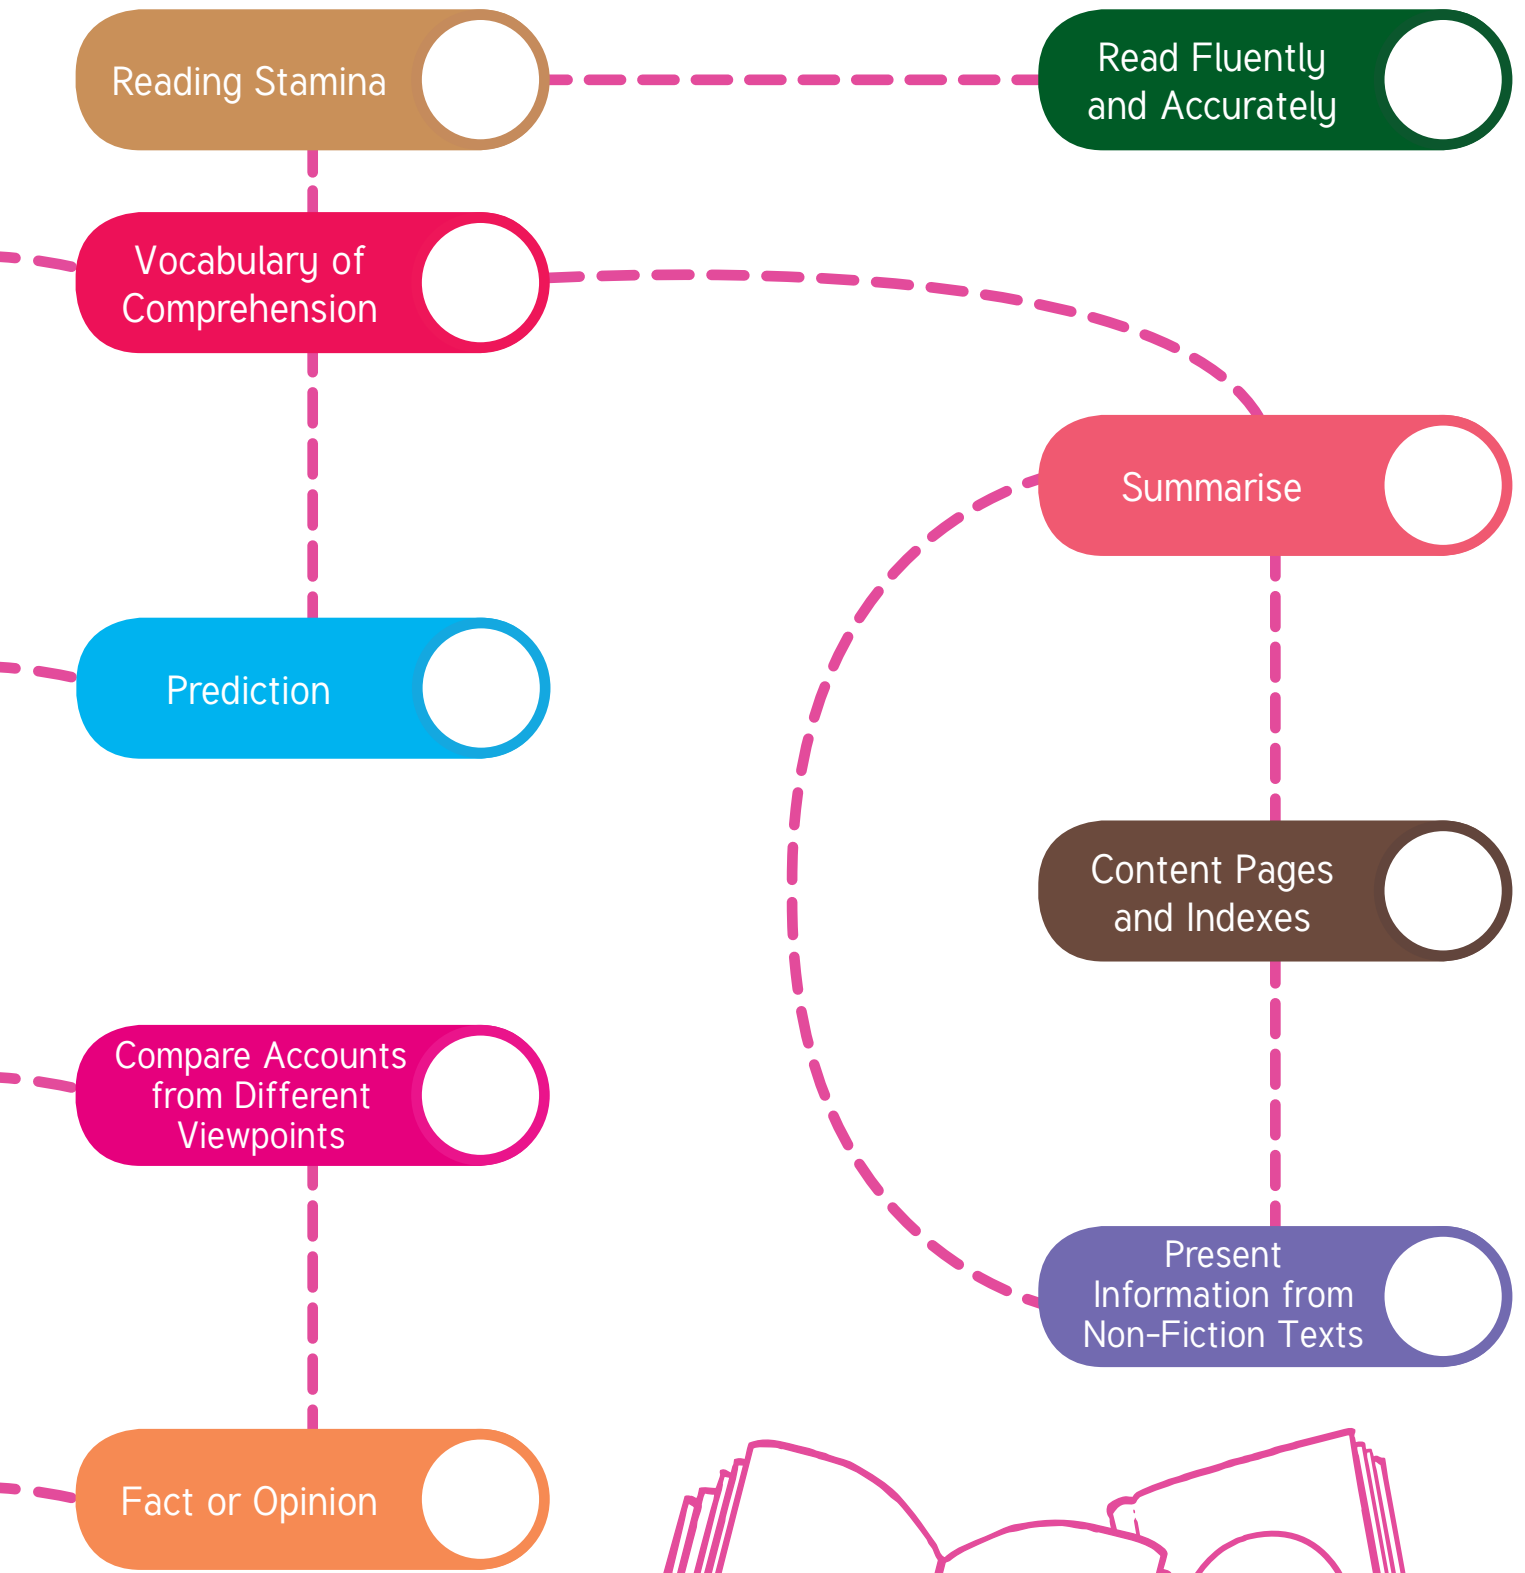 Reading Stamina
Read Fluently
and Accurately
Vocabulary of
Comprehension
Summarise
Prediction
Content Pages
and Indexes
Compare Accounts
from Different
Viewpoints
Present
Information from
Non-Fiction Texts
Fact or Opinion